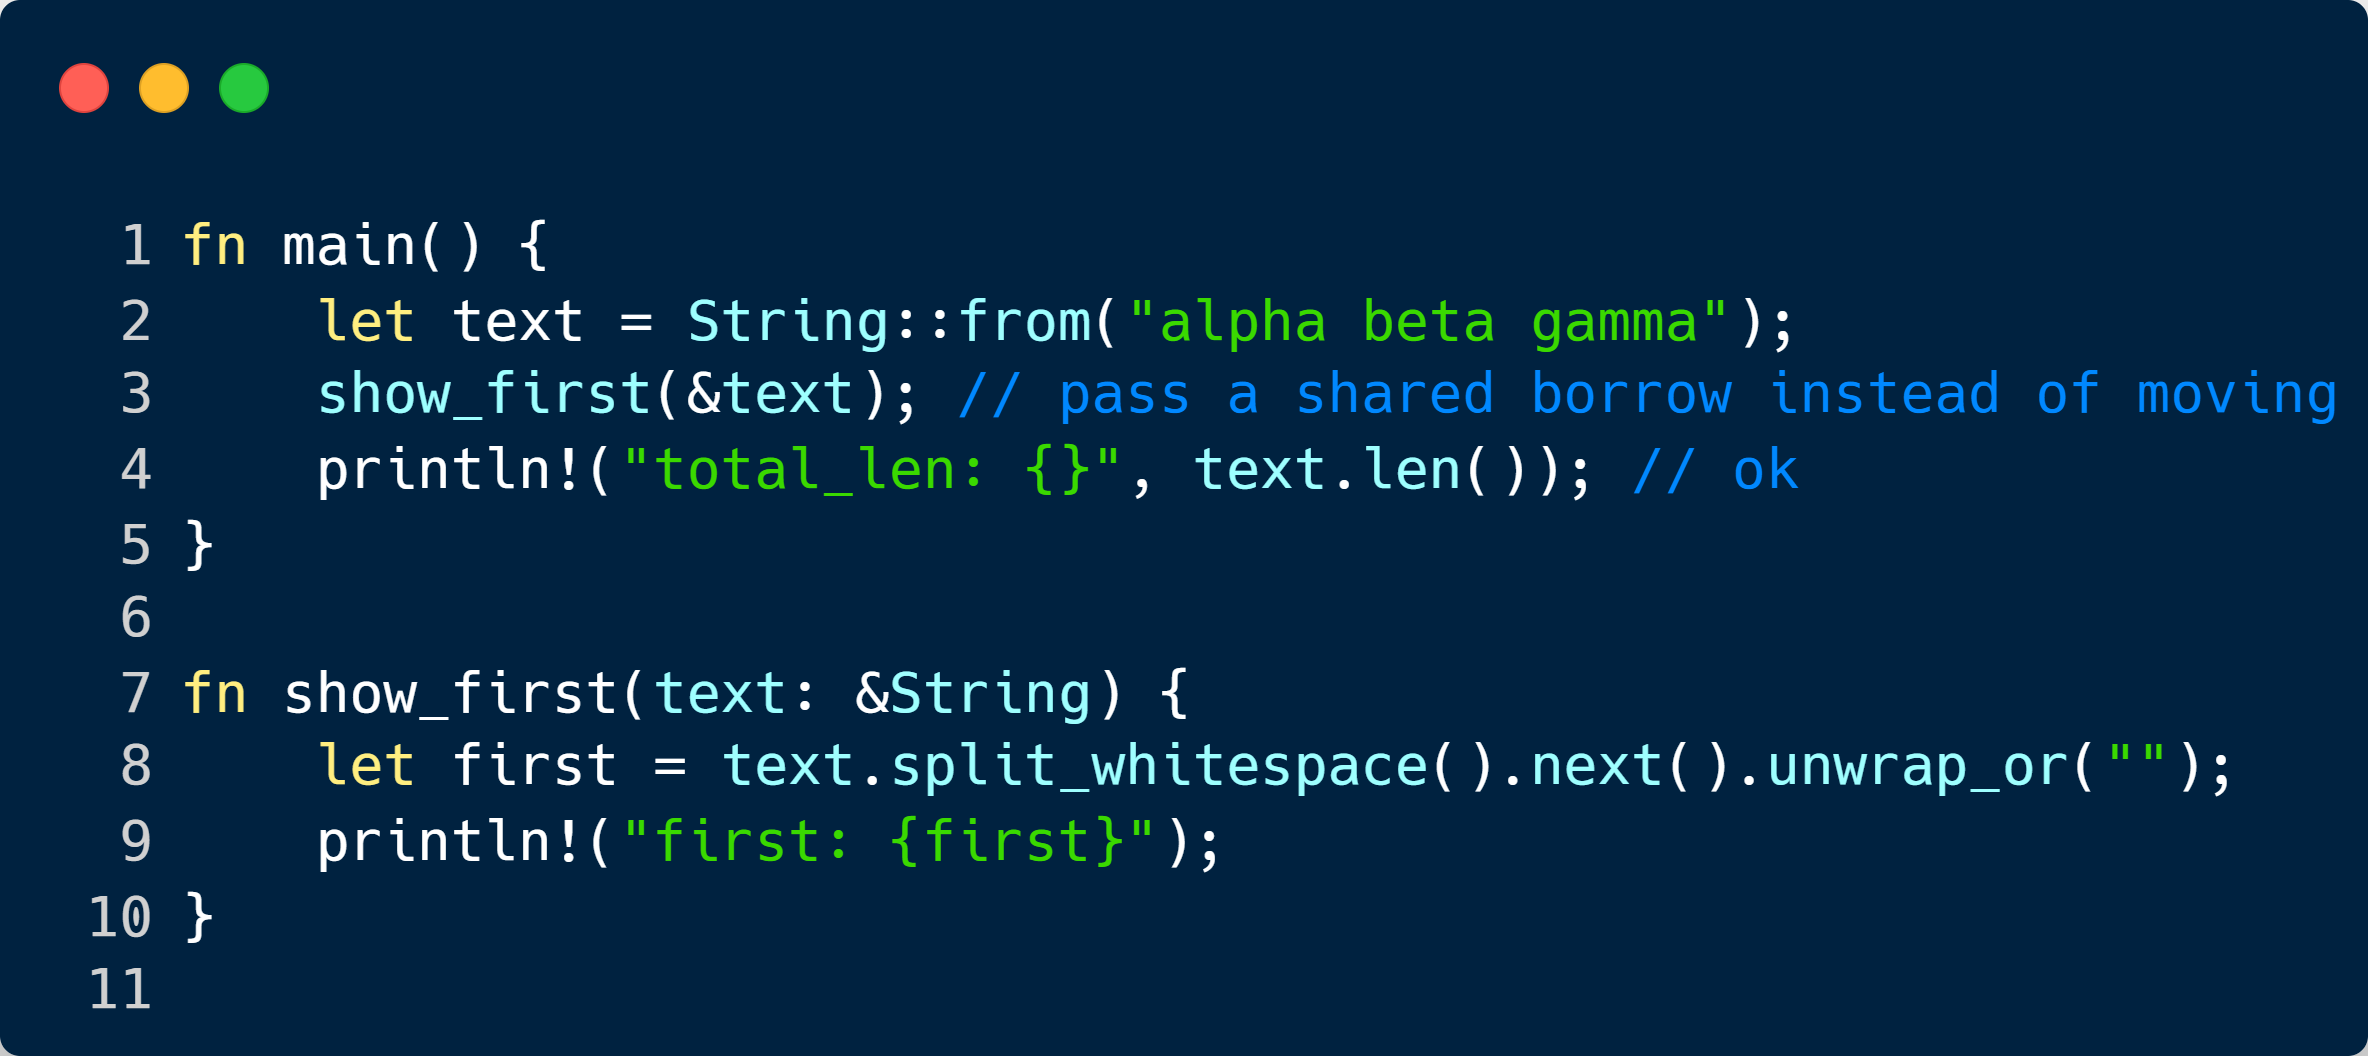 1 fn main() {
2     let text = String::from("alpha beta gamma");
3     show_first(&text); // pass a shared borrow instead of moving
4     println!("total_len: {}", text.len()); // ok
5 }
6
7 fn show_first(text: &String) {
8     let first = text.split_whitespace().next().unwrap_or("");
9     println!("first: {first}");
10 }
11